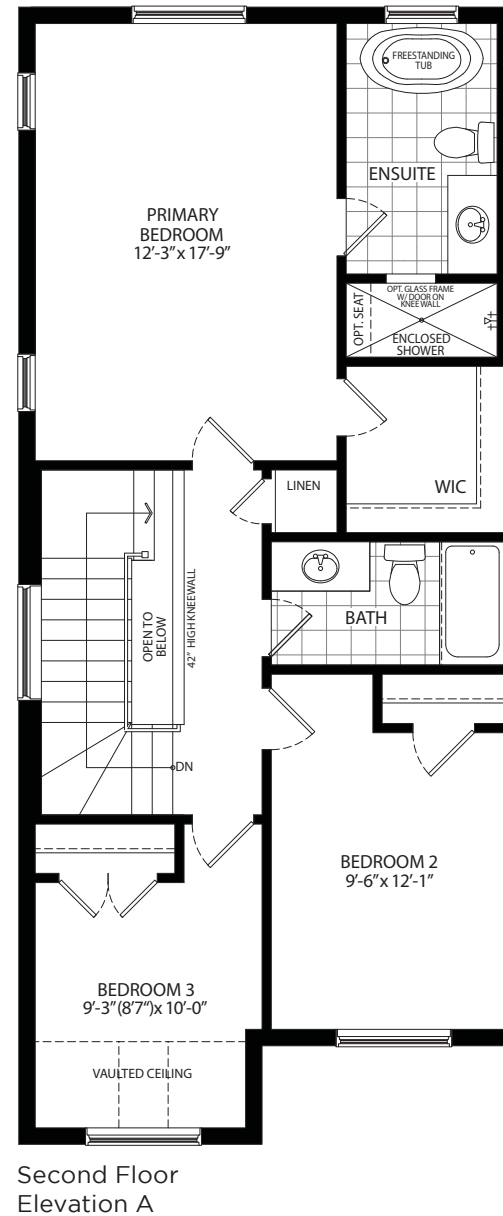 FREESTANDING
TUB
ENSUITE
PRIMARY
BEDROOM
12'-3" x 17'-9"
OPT. GLASS FRAME
W/ DOOR ON
KNEE WALL
OPT. SEAT
ENCLOSED
SHOWER
LINEN
WIC
OPEN TO
BELOW
42" HIGH KNEEWALL
BATH
DN
BEDROOM 2
9'-6" x 12'-1"
BEDROOM 3
9'-3" (8'7") x 10'-0"
VAULTED CEILING
Second Floor
Elevation A